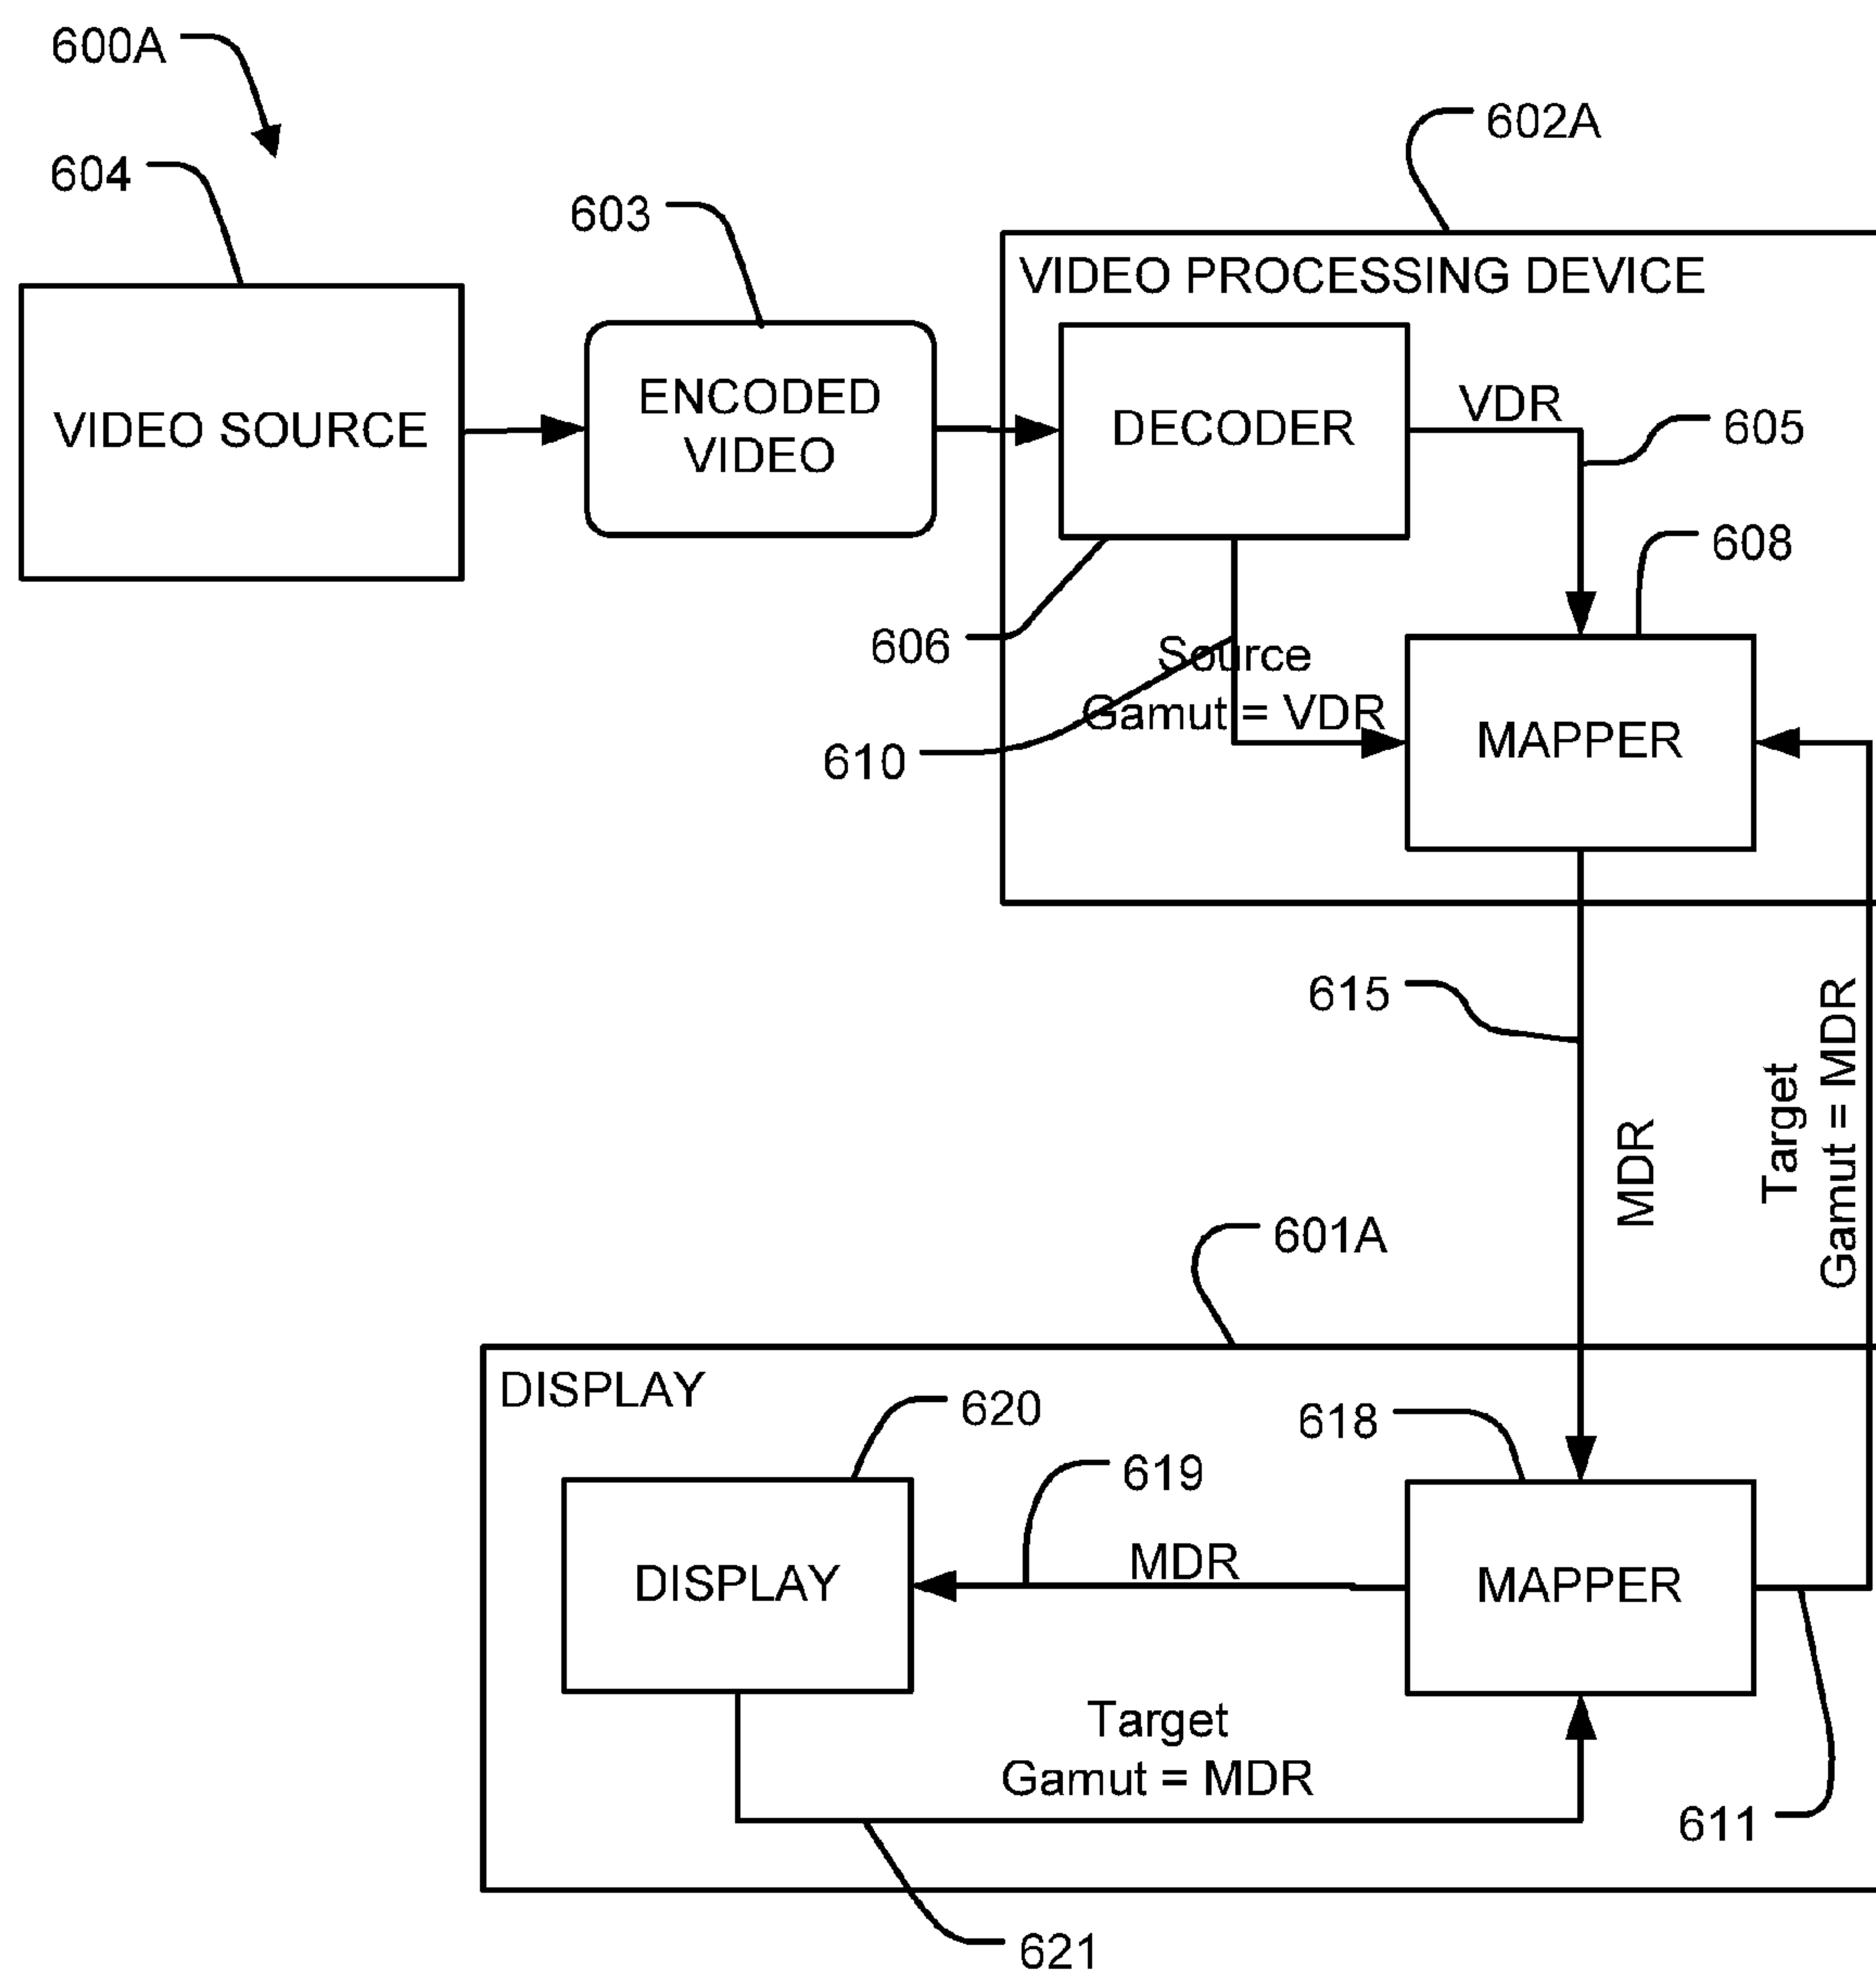 600A
602A
604
603
VIDEO PROCESSING DEVICE
VIDEO SOURCE
ENCODED
VIDEO
DECODER
VDR
605
608
606
Source
Gamut = VDR
610
MAPPER
615
MDR
Target
Gamut = MDR
601A
DISPLAY
620
618
619
MDR
DISPLAY
MAPPER
Target
Gamut = MDR
611
621